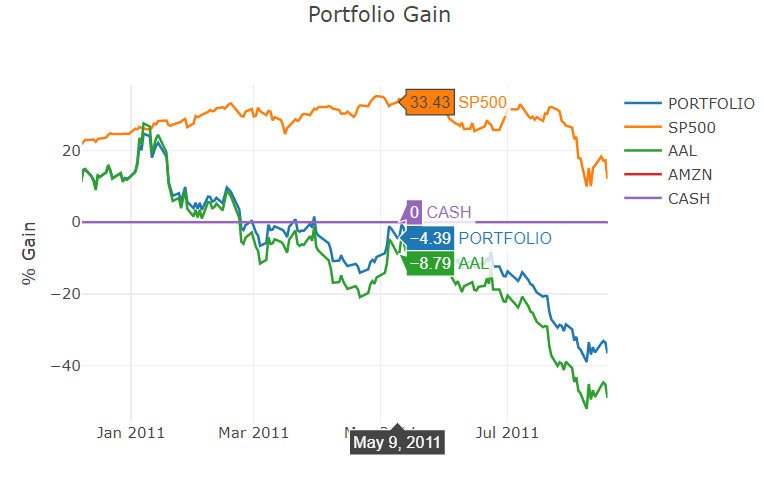 Portfolio Gain
33.43 SP500
PORTFOLIO
SP500
AAL
AMZN
CASH
20
0
−20
−40
% Gain
0 CASH
−4.39 PORTFOLIO
−8.79 AAL
Jan 2011
Mar 2011
Jul 2011
May 9, 2011